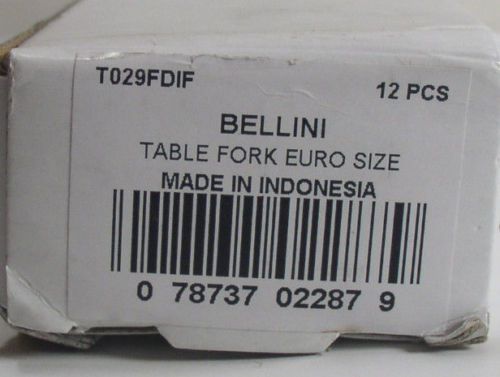 T029FDIF 12 PCS
BELLINI
TABLE FORK EURO SIZE
MADE IN INDONESIA
0 78737 02287 9